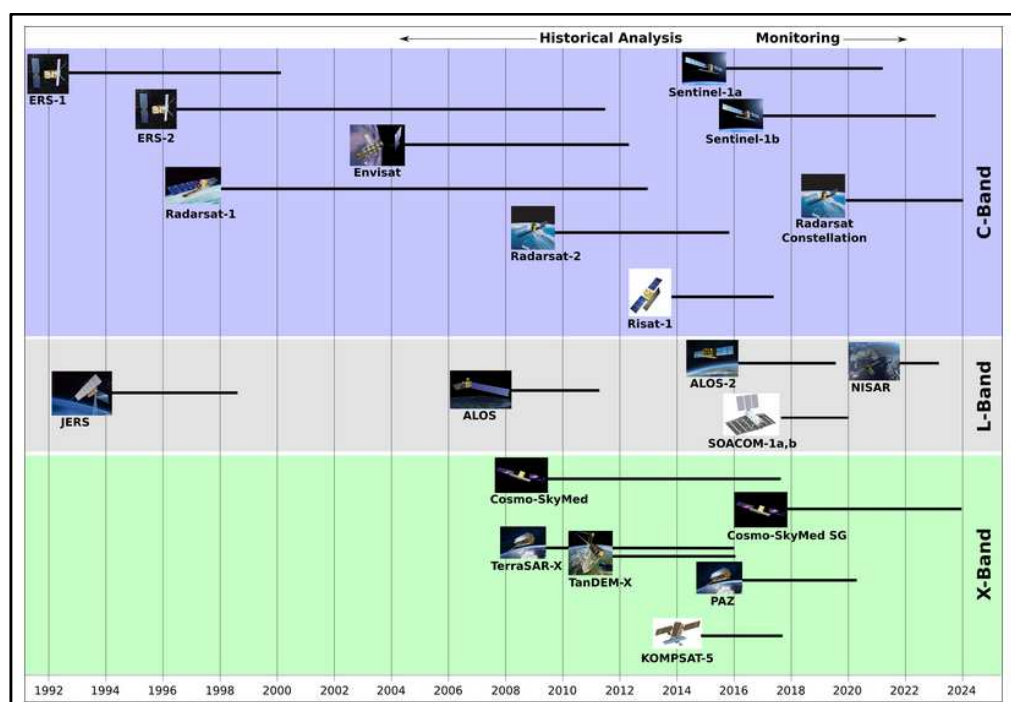 Historical Analysis Monitoring
ERS-1
Sentinel-1a
ERS-2
Sentinel-1b
Envisat
Radarsat-1
Radarsat
Constellation
Radarsat-2
Risat-1
C-Band
ALOS-2
NISAR
JERS
ALOS
SOACOM-1a,b
L-Band
Cosmo-SkyMed
Cosmo-SkyMed SG
TerraSAR-X
TanDEM-X
PAZ
KOMPSAT-5
X-Band
1992 1994 1996 1998 2000 2002 2004 2006 2008 2010 2012 2014 2016 2018 2020 2022 2024